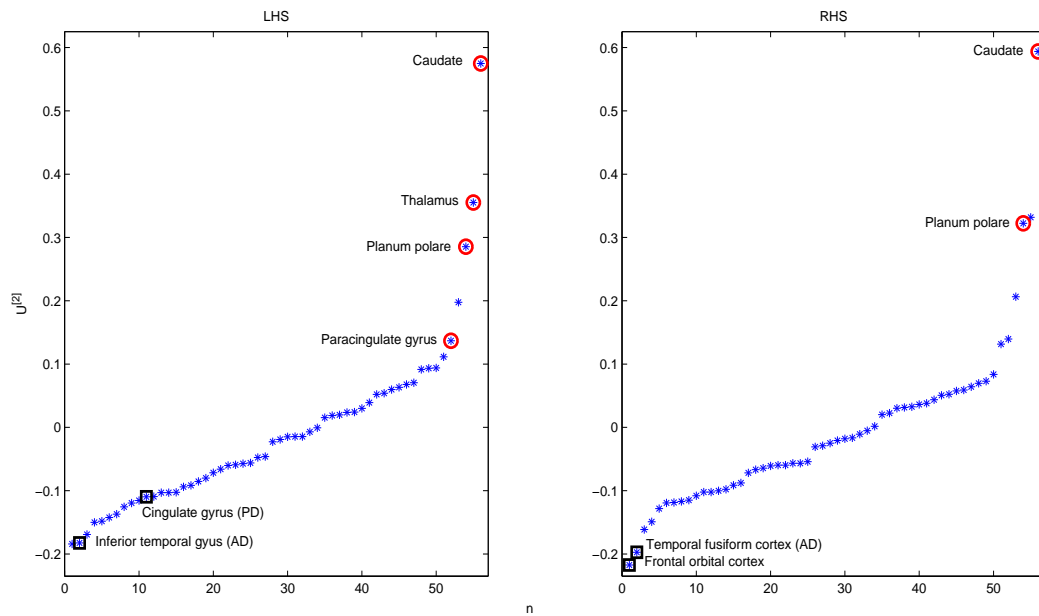 LHS
RHS
0.6
0.5
0.4
0.3
0.2
0.1
0
−0.1
−0.2
U[2]
Caudate
Thalamus
Planum polare
Paracingulate gyrus
Cingulate gyrus (PD)
Inferior temporal gyus (AD)
0 10 20 30 40 50
0.6
0.5
0.4
0.3
0.2
0.1
0
−0.1
−0.2
Caudate
Planum polare
Temporal fusiform cortex (AD)
Frontal orbital cortex
0 10 20 30 40 50
n